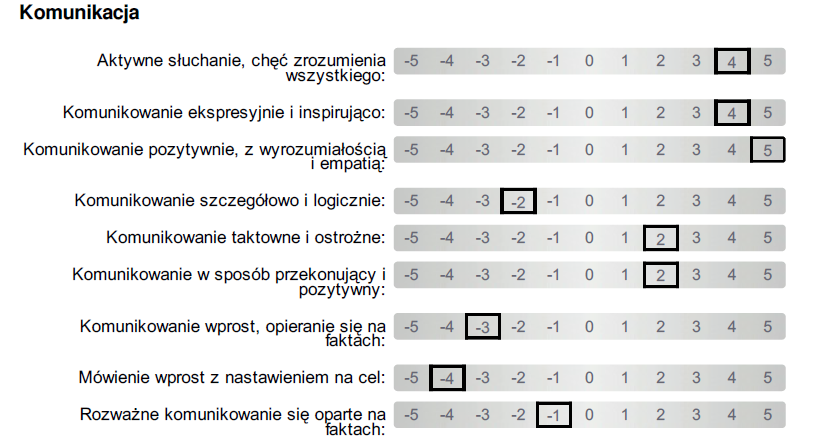 Komunikacja
Aktywne słuchanie, chęć zrozumienia
wszystkiego:
-5 -4 -3 -2 -1 0 1 2 3 4 5
Komunikowanie ekspresyjnie i inspirująco:
-5 -4 -3 -2 -1 0 1 2 3 4 5
Komunikowanie pozytywnie, z wyrozumiałością
i empatią:
-5 -4 -3 -2 -1 0 1 2 3 4 5
Komunikowanie szczegółowo i logicznie:
-5 -4 -3 -2 -1 0 1 2 3 4 5
Komunikowanie taktowne i ostrożne:
-5 -4 -3 -2 -1 0 1 2 3 4 5
Komunikowanie w sposób przekonujący i
pozytywny:
-5 -4 -3 -2 -1 0 1 2 3 4 5
Komunikowanie wprost, opieranie się na
faktach:
-5 -4 -3 -2 -1 0 1 2 3 4 5
Mówienie wprost z nastawieniem na cel:
-5 -4 -3 -2 -1 0 1 2 3 4 5
Rozważne komunikowanie się oparte na
faktach:
-5 -4 -3 -2 -1 0 1 2 3 4 5